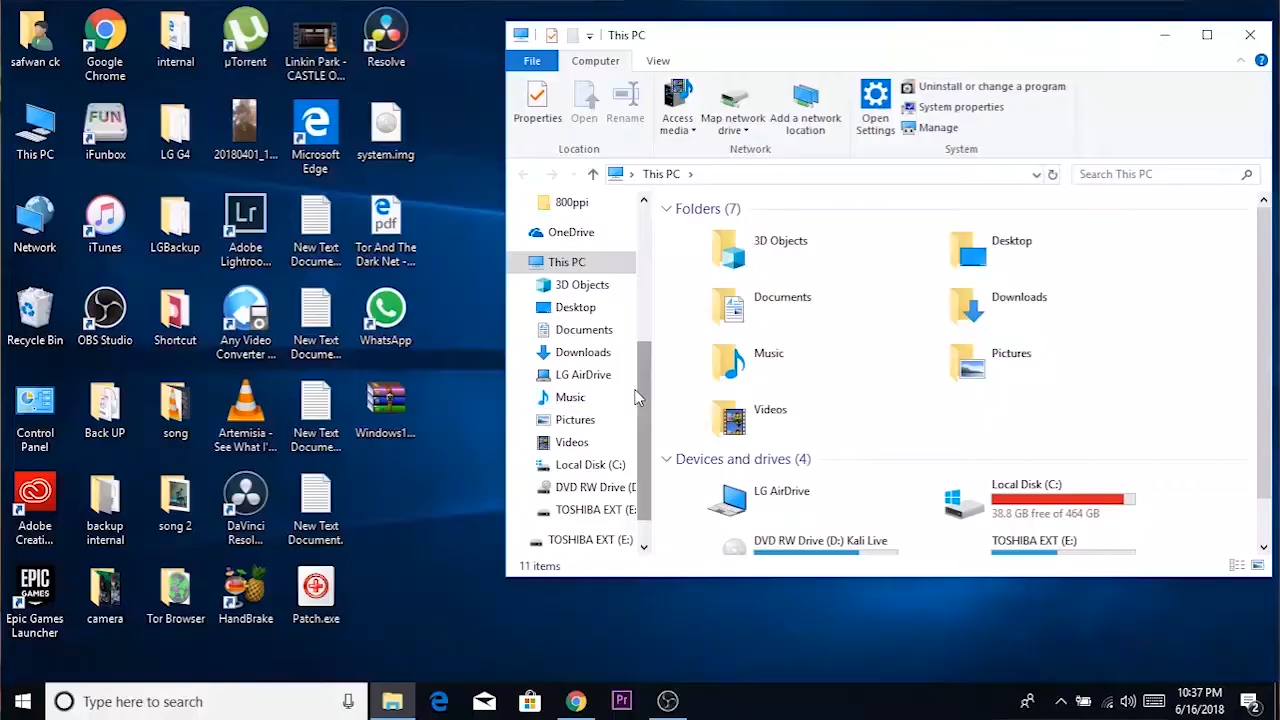 safwan ck
Google
Chrome
internal
µTorrent
Linkin Park -
CASTLE O...
Resolve
This PC
FUN
iFunbox
LG G4
20180401_1...
Microsoft
Edge
system.img
Network
iTunes
LGBackup
Lr
Adobe
Lightroo...
New Text
Docume...
pdf
Tor And The
Dark Net -...
Recycle Bin
OBS Studio
Shortcut
Any Video
Converter ...
New Text
Docume...
WhatsApp
Control
Panel
Back UP
song
Artemisia -
See What I'...
New Text
Docume...
Windows1...
Adobe
Creati...
backup
internal
song 2
DaVinci
Resol...
New Text
Document.
EPIC
GAMES
Epic Games
Launcher
camera
Tor Browser
HandBrake
Patch.exe
This PC
File
Computer
View
Properties
Open
Rename
Location
Access
media
Map network
drive
Add a network
location
Network
Open
Settings
Uninstall or change a program
System properties
Manage
System
This PC
Search This PC
800ppi
OneDrive
This PC
3D Objects
Desktop
Documents
Downloads
LG AirDrive
Music
Pictures
Videos
Local Disk (C:)
DVD RW Drive (D
TOSHIBA EXT (E:
TOSHIBA EXT (E:)
Folders (7)
3D Objects
Desktop
Documents
Downloads
Music
Pictures
Videos
Devices and drives (4)
LG AirDrive
Local Disk (C:)
38.8 GB free of 464 GB
DVD RW Drive (D:) Kali Live
TOSHIBA EXT (E:)
11 items
Type here to search
Pr
10:37 PM
6/16/2018
2